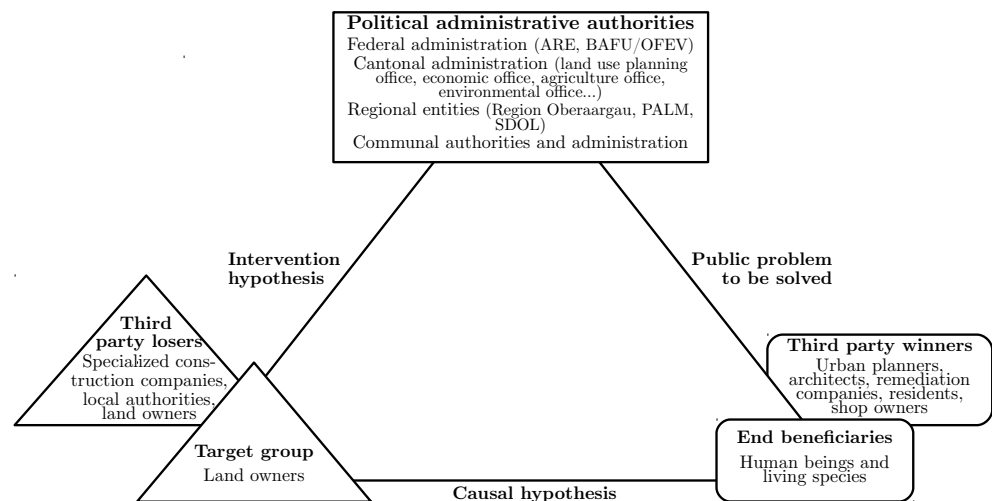 Political administrative authorities
Federal administration (ARE, BAFU/OFEV)
Cantonal administration (land use planning
office, economic office, agriculture office,
environmental office...)
Regional entities (Region Oberaargau, PALM,
SDOL)
Communal authorities and administration
Intervention
hypothesis
Public problem
to be solved
Third
party losers
Specialized cons-
truction companies,
local authorities,
land owners
Third party winners
Urban planners,
architects, remediation
companies, residents,
shop owners
Target group
Land owners
End beneficiaries
Human beings and
living species
Causal hypothesis